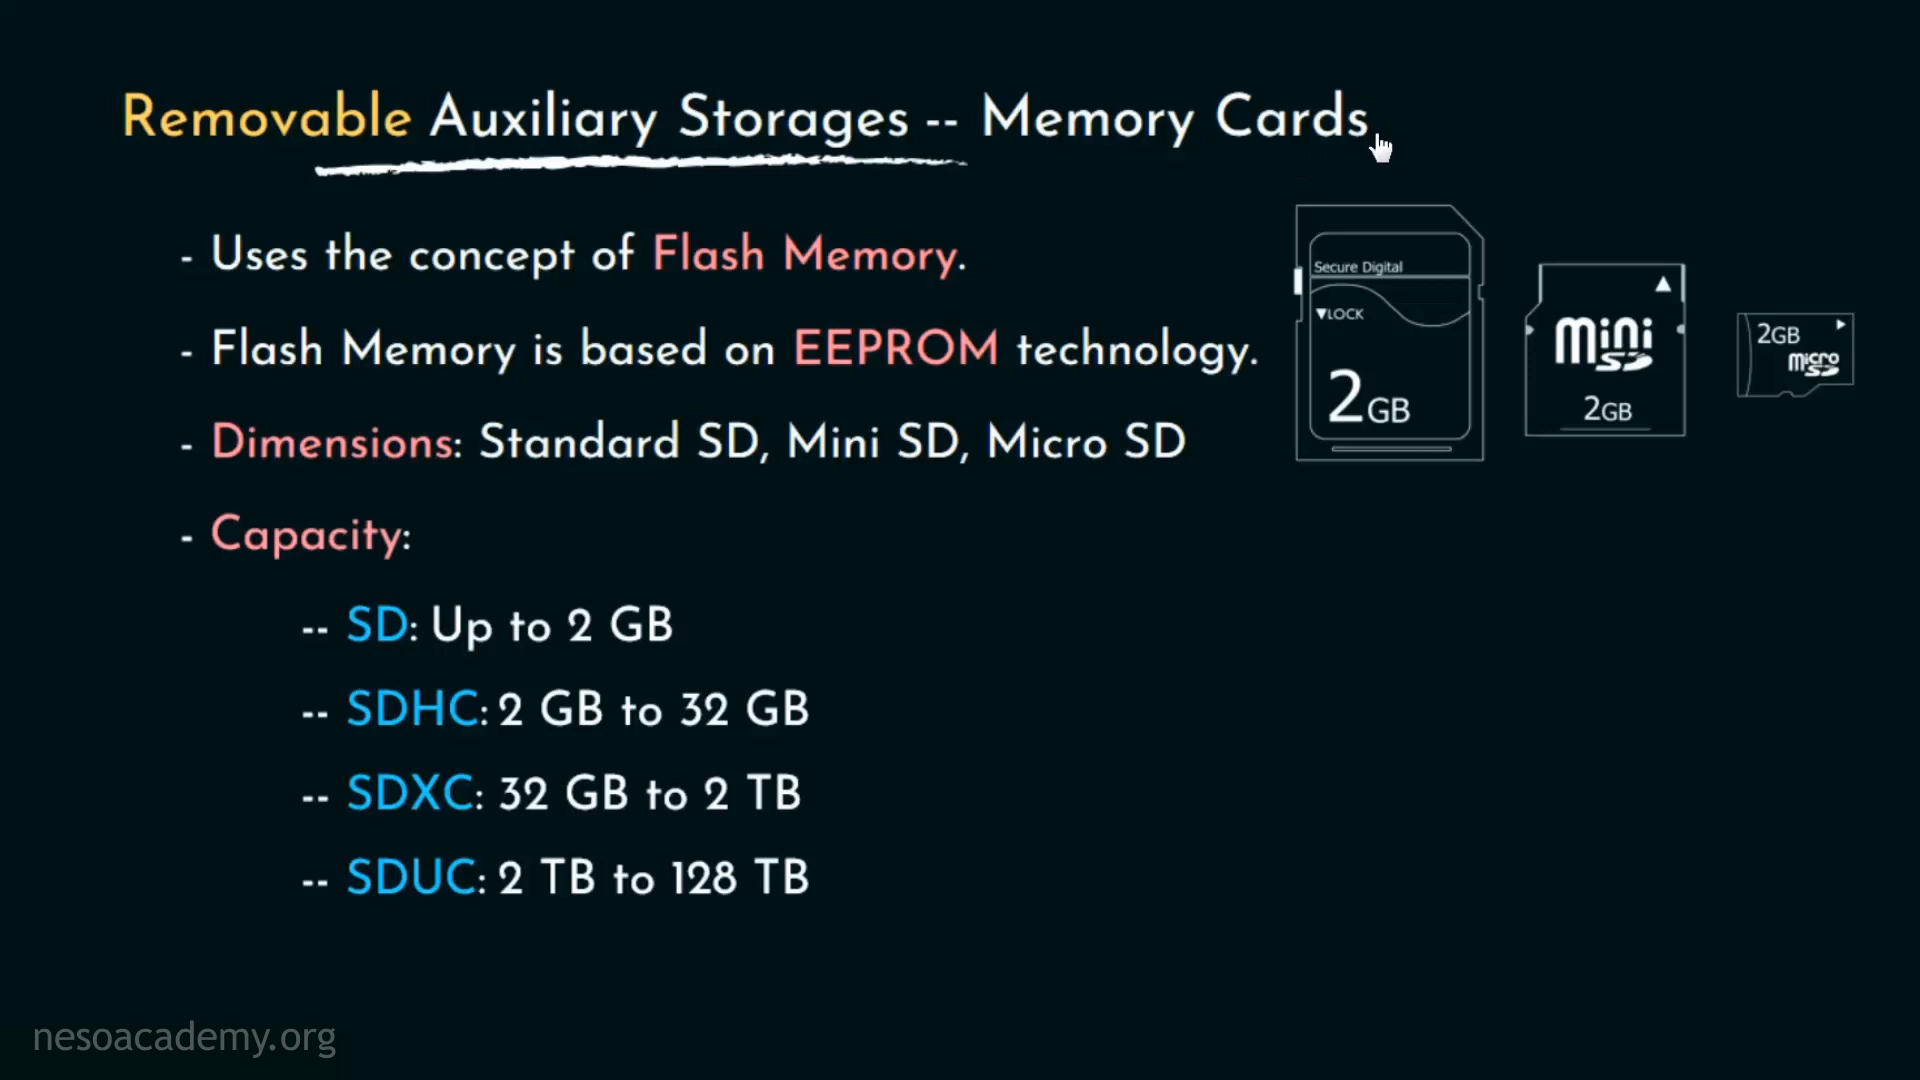 Removable Auxiliary Storages -- Memory Cards
- Uses the concept of Flash Memory.
- Flash Memory is based on EEPROM technology.
- Dimensions: Standard SD, Mini SD, Micro SD
- Capacity:
-- SD: Up to 2 GB
-- SDHC: 2 GB to 32 GB
-- SDXC: 32 GB to 2 TB
-- SDUC: 2 TB to 128 TB
Secure Digital
▼LOCK
2GB
▲
mini
SD
2GB
2GB ▶
micro
SD
nesoacademy.org